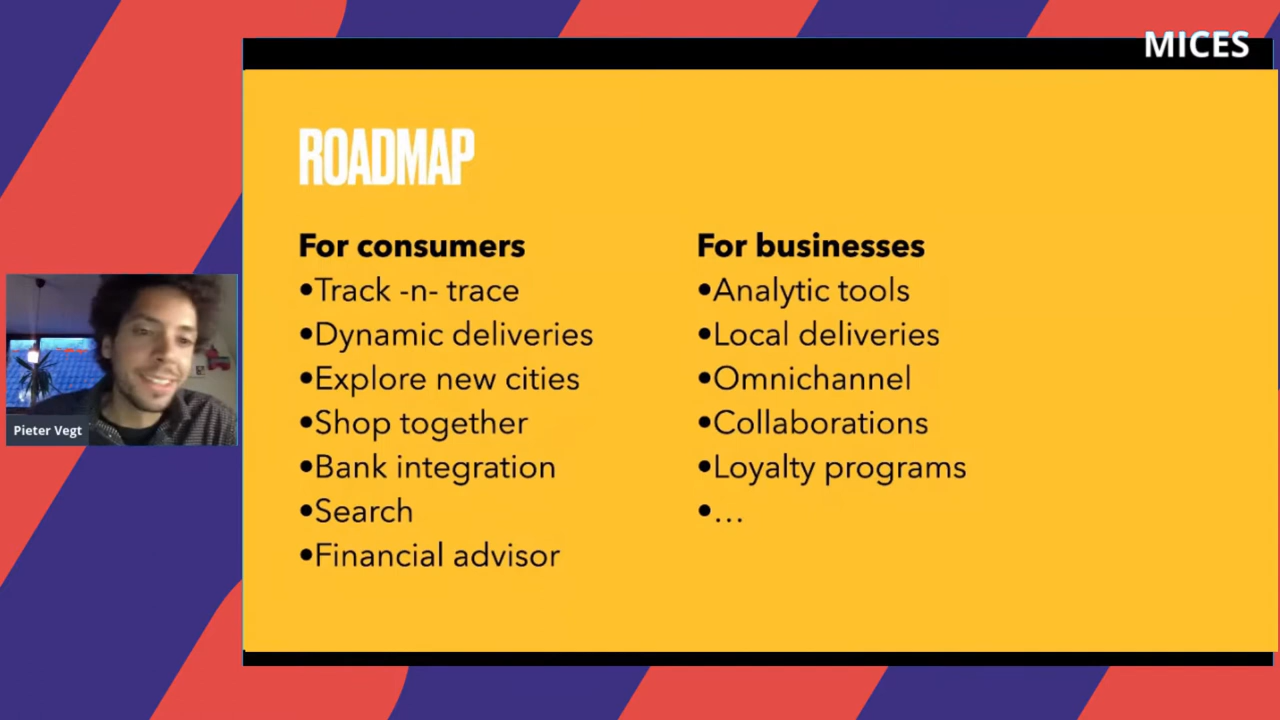 MICES
ROADMAP
For consumers
•Track -n- trace
•Dynamic deliveries
•Explore new cities
•Shop together
•Bank integration
•Search
•Financial advisor
For businesses
•Analytic tools
•Local deliveries
•Omnichannel
•Collaborations
•Loyalty programs
•...
Pieter Vegt